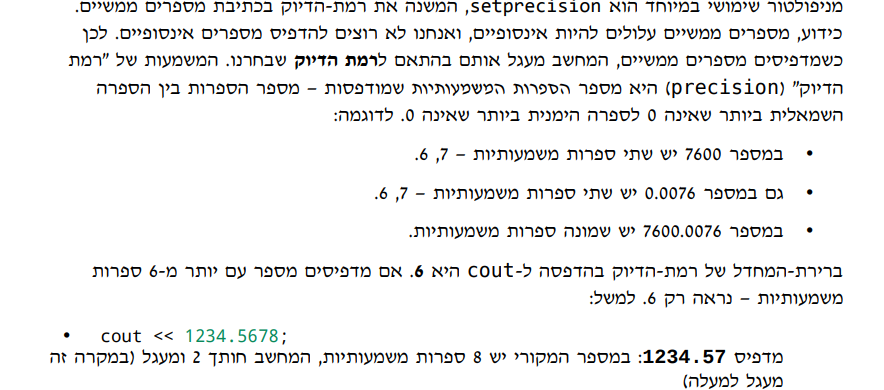 מניפולטור שימושי במיוחד הוא setprecision, המשנה את רמת-הדיוק בכתיבת מספרים ממשיים.
כידוע, מספרים ממשיים עלולים להיות אינסופיים, ואנחנו לא רוצים להדפיס מספרים אינסופיים. לכן
כשמדפיסים מספרים ממשיים, המחשב מעגל אותם בהתאם לרמת הדיוק שבחרנו. המשמעות של "רמת
הדיוק" (precision) היא מספר הספרות המשמעותיות שמודפסות – מספר הספרות בין הספרה
השמאלית ביותר שאינה 0 לספרה הימנית ביותר שאינה 0. לדוגמה:
• במספר 7600 יש שתי ספרות משמעותיות – 7, 6.
• גם במספר 0.0076 יש שתי ספרות משמעותיות – 7, 6.
• במספר 7600.0076 יש שמונה ספרות משמעותיות.
ברירת-המחדל של רמת-הדיוק בהדפסה ל-cout היא 6. אם מדפיסים מספר עם יותר מ-6 ספרות
משמעותיות – נראה רק 6. למשל:
• cout << 1234.5678;
מדפיס 1234.57: במספר המקורי יש 8 ספרות משמעותיות, המחשב חותך 2 ומעגל (במקרה זה
מעגל למעלה)